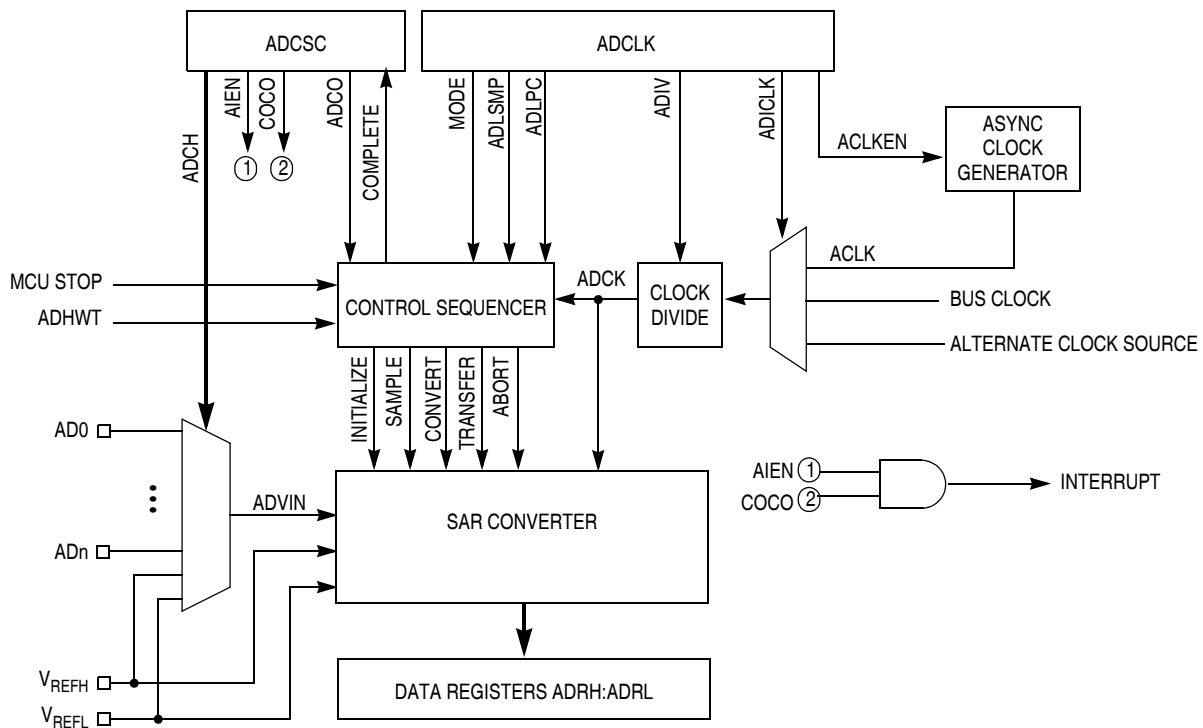 ADCSC
ADCLK
ADCH
AIEN
COCO
ADCO
COMPLETE
MODE
ADLSMP
ADLPC
ADIV
ADICLK
ACLKEN
ASYNC
CLOCK
GENERATOR
1
2
MCU STOP
ADHWT
CONTROL SEQUENCER
ADCK
CLOCK
DIVIDE
ACLK
BUS CLOCK
ALTERNATE CLOCK SOURCE
INITIALIZE
SAMPLE
CONVERT
TRANSFER
ABORT
AD0
•••
ADn
ADVIN
SAR CONVERTER
AIEN 1
COCO 2
INTERRUPT
VREFH
VREFL
DATA REGISTERS ADRH:ADRL